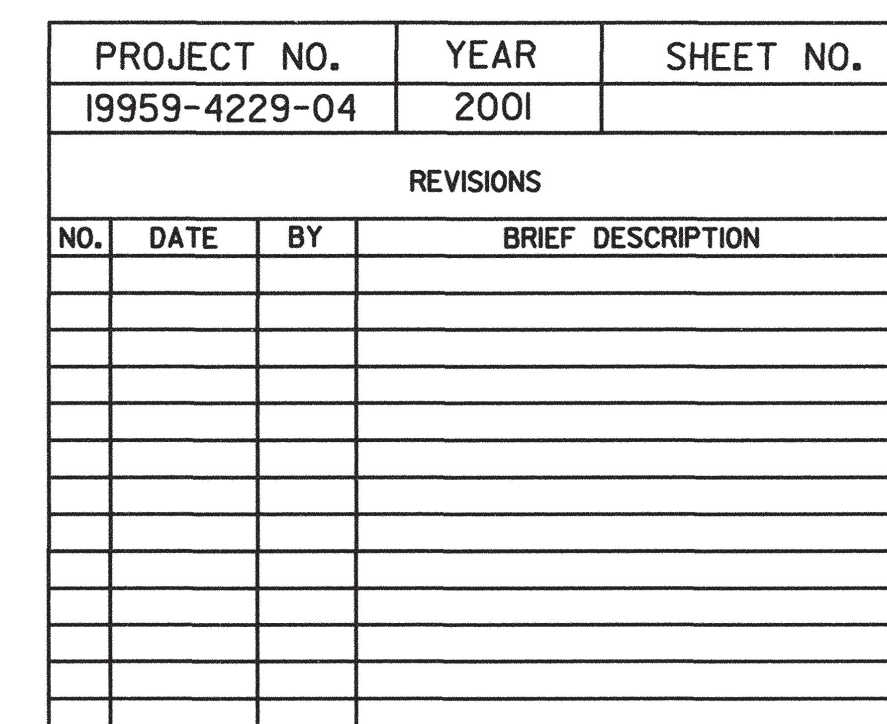 PROJECT NO. YEAR SHEET NO.
19959-4229-04 2001
REVISIONS
NO. DATE BY BRIEF DESCRIPTION